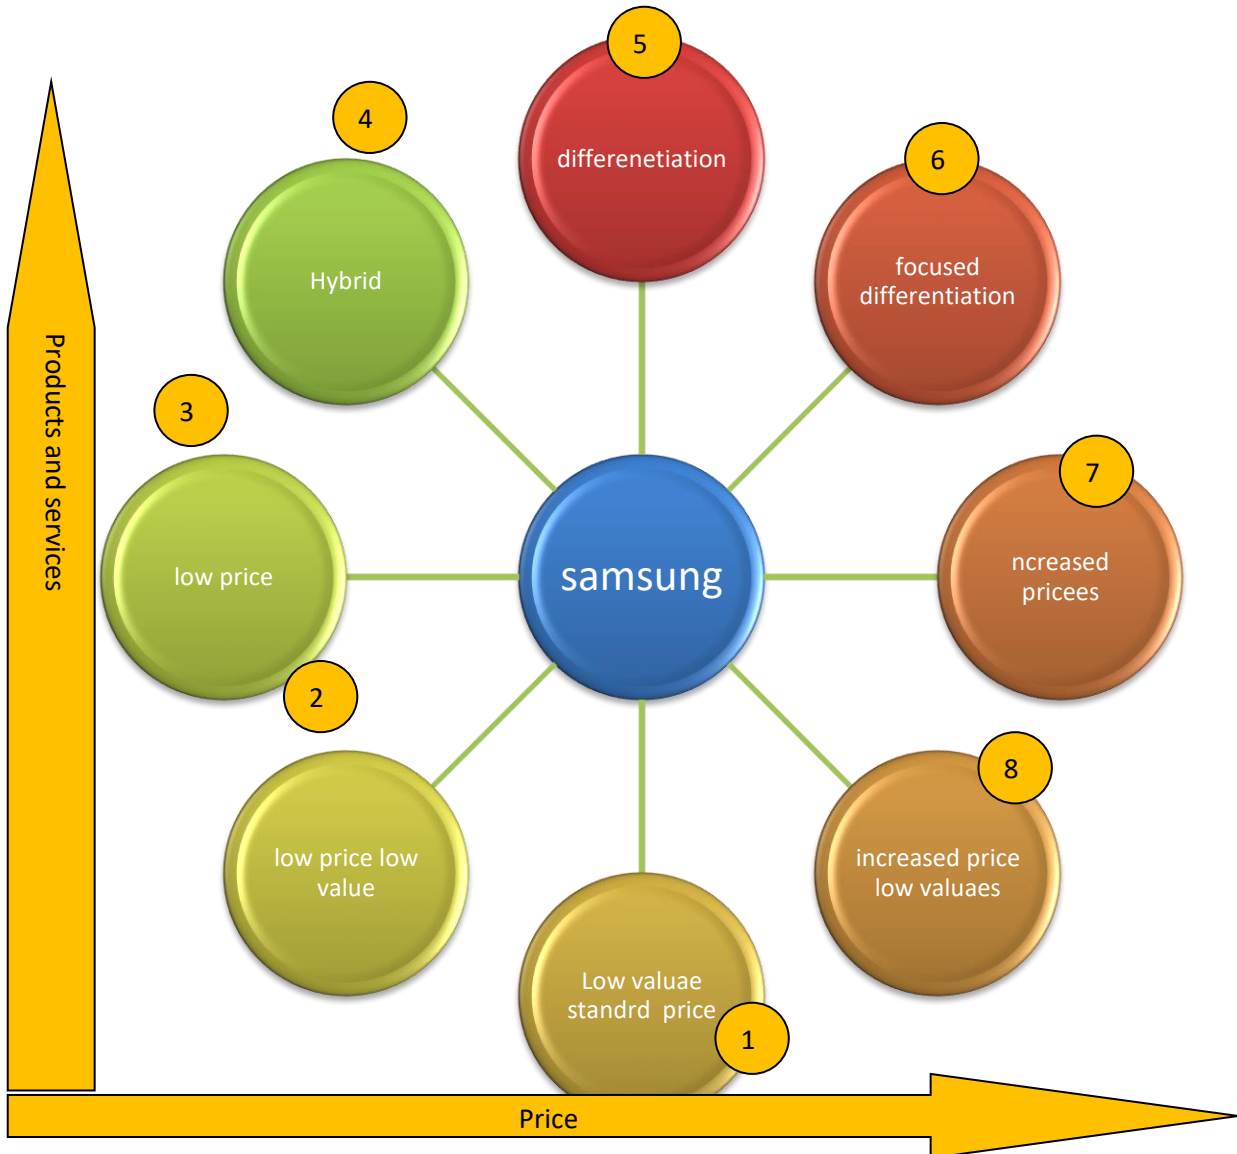 5
differenetiation
4
Hybrid
6
focused
differentiation
Products and services
3
low price
samsung
7
ncreased
pricees
2
low price low
value
8
increased price
low valuaes
Low valuae
standrd  price
1
Price